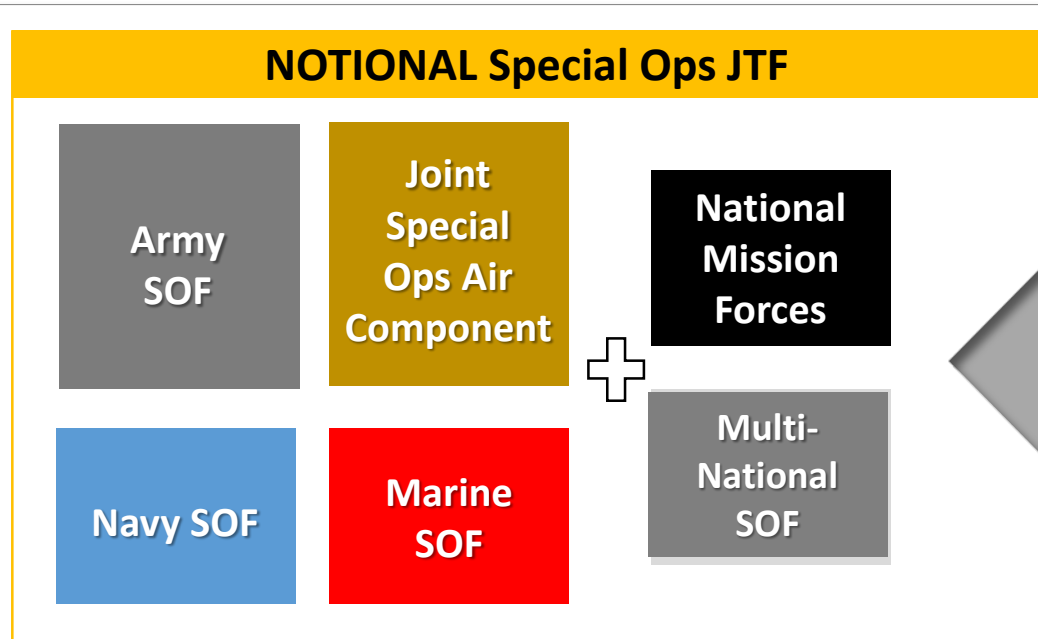 NOTIONAL Special Ops JTF
Army
SOF
Joint
Special
Ops Air
Component
National
Mission
Forces
Navy SOF
Marine
SOF
Multi-
National
SOF